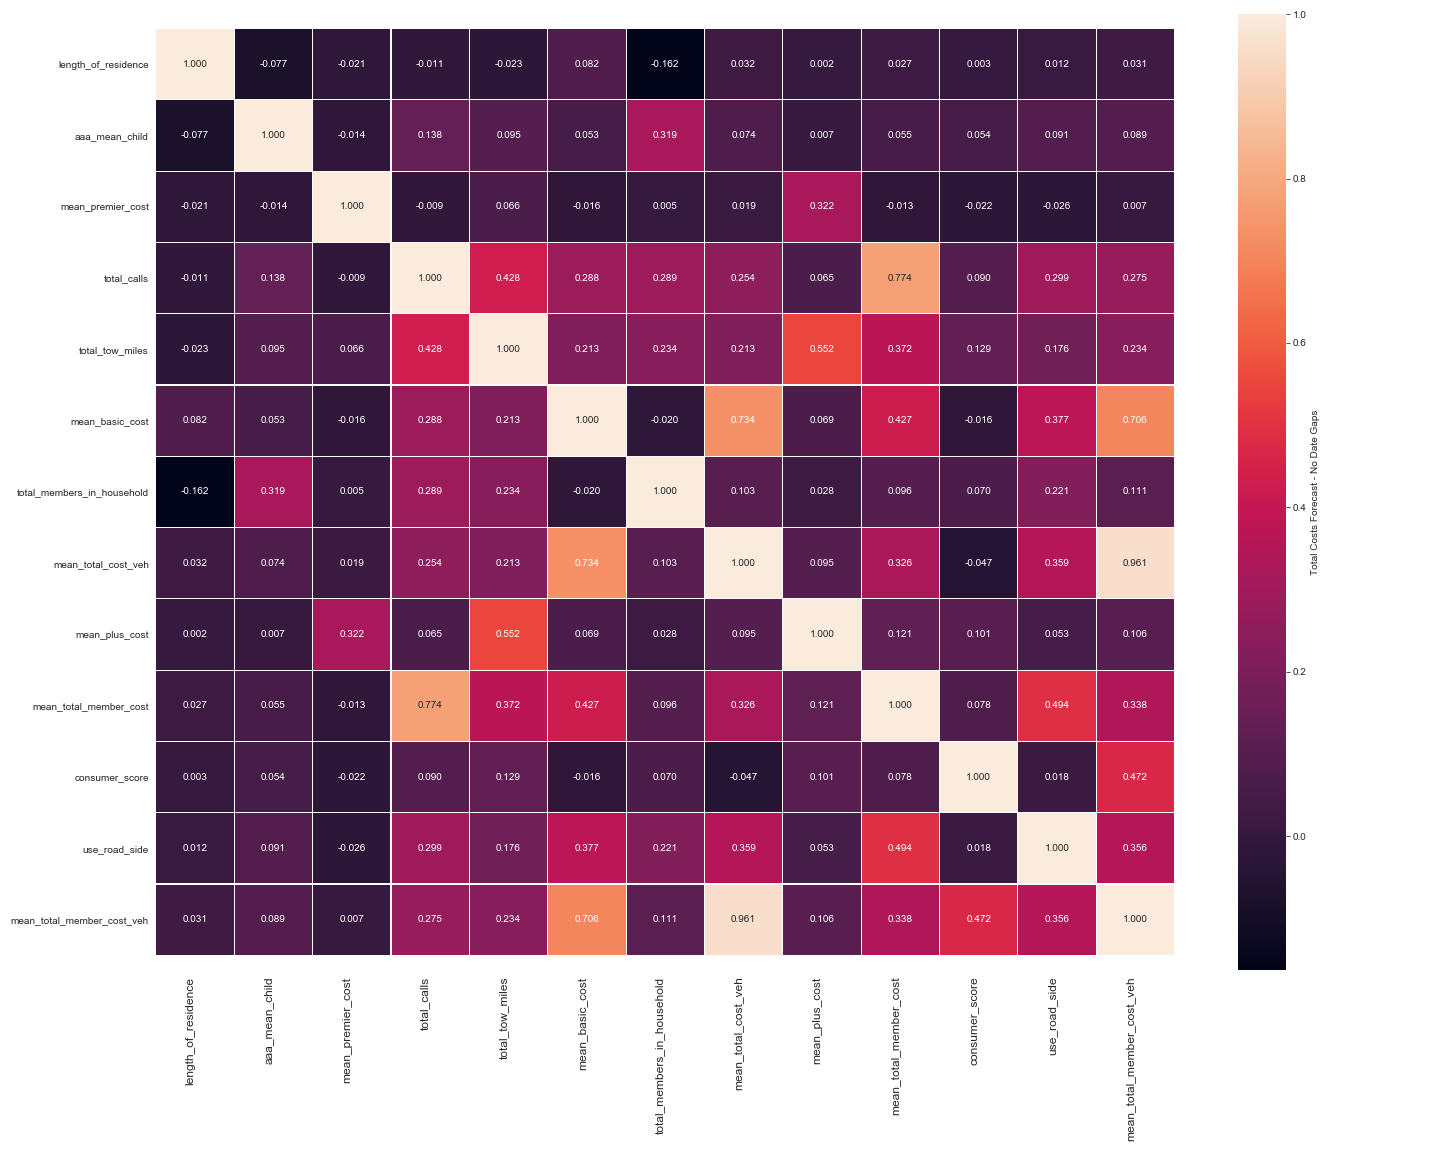 1.0
length_of_residence 1.000 -0.077 -0.021 -0.011 -0.023 0.082 -0.162 0.032 0.002 0.027 0.003 0.012 0.031
aaa_mean_child -0.077 1.000 -0.014 0.138 0.095 0.053 0.319 0.074 0.007 0.055 0.054 0.091 0.089
0.8
mean_premier_cost -0.021 -0.014 1.000 -0.009 0.066 -0.016 0.005 0.019 0.322 -0.013 -0.022 -0.026 0.007
total_calls -0.011 0.138 -0.009 1.000 0.428 0.288 0.289 0.254 0.065 0.774 0.090 0.299 0.275
0.6
total_tow_miles -0.023 0.095 0.066 0.428 1.000 0.213 0.234 0.213 0.552 0.372 0.129 0.176 0.234
mean_basic_cost 0.082 0.053 -0.016 0.288 0.213 1.000 -0.020 0.734 0.069 0.427 -0.016 0.377 0.706
Total Costs Forecast - No Date Gaps
total_members_in_household -0.162 0.319 0.005 0.289 0.234 -0.020 1.000 0.103 0.028 0.096 0.070 0.221 0.111
0.4
mean_total_cost_veh 0.032 0.074 0.019 0.254 0.213 0.734 0.103 1.000 0.095 0.326 -0.047 0.359 0.961
mean_plus_cost 0.002 0.007 0.322 0.065 0.552 0.069 0.028 0.095 1.000 0.121 0.101 0.053 0.106
0.2
mean_total_member_cost 0.027 0.055 -0.013 0.774 0.372 0.427 0.096 0.326 0.121 1.000 0.078 0.494 0.338
consumer_score 0.003 0.054 -0.022 0.090 0.129 -0.016 0.070 -0.047 0.101 0.078 1.000 0.018 0.472
0.0
use_road_side 0.012 0.091 -0.026 0.299 0.176 0.377 0.221 0.359 0.053 0.494 0.018 1.000 0.356
mean_total_member_cost_veh 0.031 0.089 0.007 0.275 0.234 0.706 0.111 0.961 0.106 0.338 0.472 0.356 1.000
length_of_residence
aaa_mean_child
mean_premier_cost
total_calls
total_tow_miles
mean_basic_cost
total_members_in_household
mean_total_cost_veh
mean_plus_cost
mean_total_member_cost
consumer_score
use_road_side
mean_total_member_cost_veh